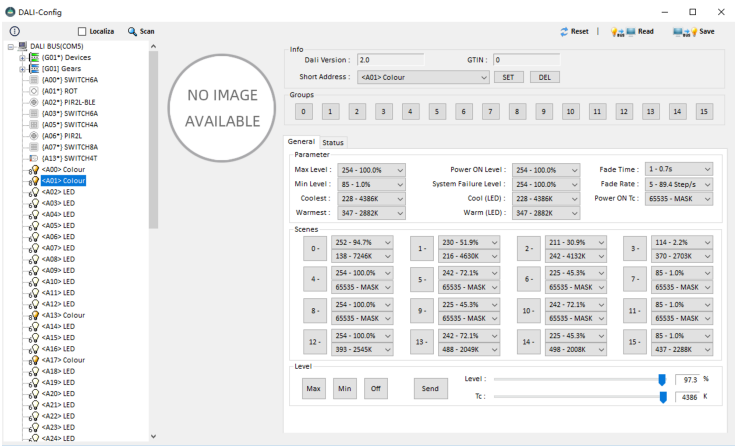 DALI-Config
Localiza Scan
Reset | Read Save
DALI BUS(COM5)
(G01*) Devices
[G01] Gears
{A00*} SWITCH6A
{A01*} ROT
{A02*} PIR2L-BLE
{A03*} SWITCH6A
{A05*} SWITCH4A
{A06*} PIR2L
{A07*} SWITCH8A
{A13*} SWITCH4T
<A00> Colour
<A01> Colour
<A02> LED
<A03> LED
<A04> LED
<A05> LED
<A06> LED
<A07> LED
<A08> LED
<A09> LED
<A10> LED
<A11> LED
<A12> LED
<A13> Colour
<A14> LED
<A15> LED
<A16> LED
<A17> Colour
<A18> LED
<A19> LED
<A20> LED
<A21> LED
<A22> LED
<A23> LED
<A24> LED
NO IMAGE
AVAILABLE
Info
Dali Version : 2.0 GTIN : 0
Short Address : <A01> Colour SET DEL
Groups
0 1 2 3 4 5 6 7 8 9 10 11 12 13 14 15
General Status
Parameter
Max Level : 254 - 100.0% Power ON Level : 254 - 100.0% Fade Time : 1 - 0.7s
Min Level : 85 - 1.0% System Failure Level : 254 - 100.0% Fade Rate : 5 - 89.4 Step/s
Coolest : 228 - 4386K Cool (LED) : 228 - 4386K Power ON Tc : 65535 - MASK
Warmest : 347 - 2882K Warm (LED) : 347 - 2882K
Scenes
0 - 252 - 94.7% 1 - 230 - 51.9% 2 - 211 - 30.9% 3 - 114 - 2.2%
138 - 7246K 216 - 4630K 242 - 4132K 370 - 2703K
4 - 254 - 100.0% 5 - 242 - 72.1% 6 - 225 - 45.3% 7 - 85 - 1.0%
65535 - MASK 65535 - MASK 65535 - MASK 65535 - MASK
8 - 254 - 100.0% 9 - 225 - 45.3% 10 - 242 - 72.1% 11 - 85 - 1.0%
65535 - MASK 65535 - MASK 65535 - MASK 65535 - MASK
12 - 254 - 100.0% 13 - 242 - 72.1% 14 - 225 - 45.3% 15 - 85 - 1.0%
393 - 2545K 488 - 2049K 498 - 2008K 437 - 2288K
Level
Max Min Off Send Level : 97.3 %
Tc : 4386 K